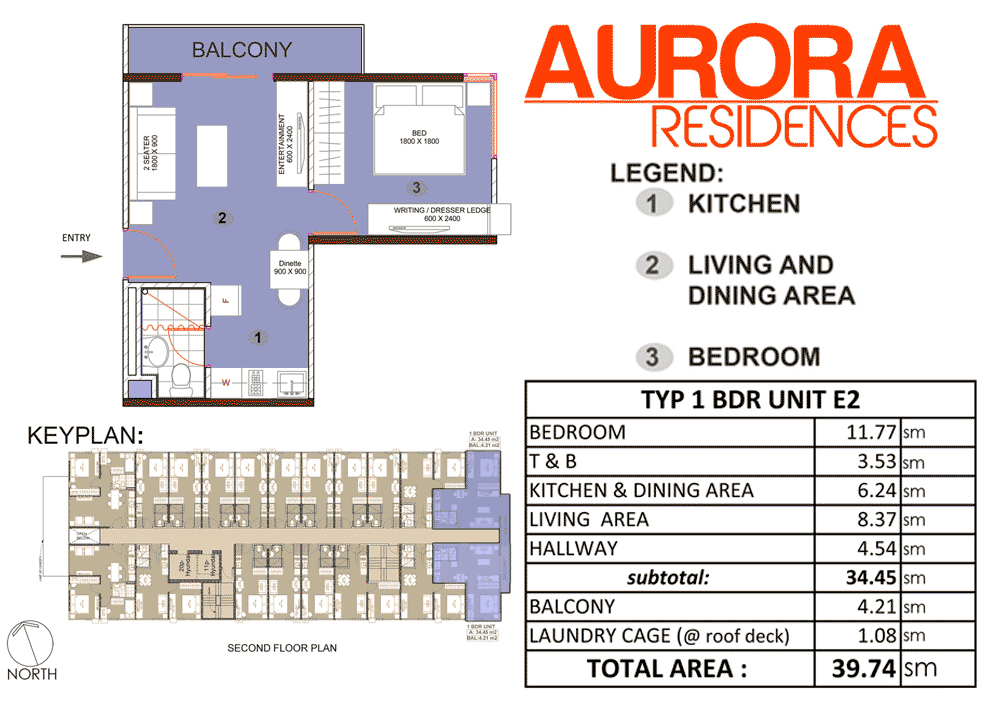 BALCONY
2 SEATER
1800 X 900
ENTERTAINMENT
600 X 2400
BED
1800 X 1800
3
WRITING / DRESSER LEDGE
600 X 2400
2
ENTRY
Dinette
900 X 900
F
1
W
AURORA
RESIDENCES
LEGEND:
1 KITCHEN
2 LIVING AND
DINING AREA
3 BEDROOM
TYP 1 BDR UNIT E2
BEDROOM 11.77 sm
T & B 3.53 sm
KITCHEN & DINING AREA 6.24 sm
LIVING AREA 8.37 sm
HALLWAY 4.54 sm
subtotal: 34.45 sm
BALCONY 4.21 sm
LAUNDRY CAGE (@ roof deck) 1.08 sm
TOTAL AREA : 39.74 sm
KEYPLAN:
1 BDR UNIT
A: 34.45 m2
BAL:4.21 m2
20p-
Hyundai
11p-
Hyundai
1 BDR UNIT
A: 34.45 m2
BAL:4.21 m2
SECOND FLOOR PLAN
NORTH